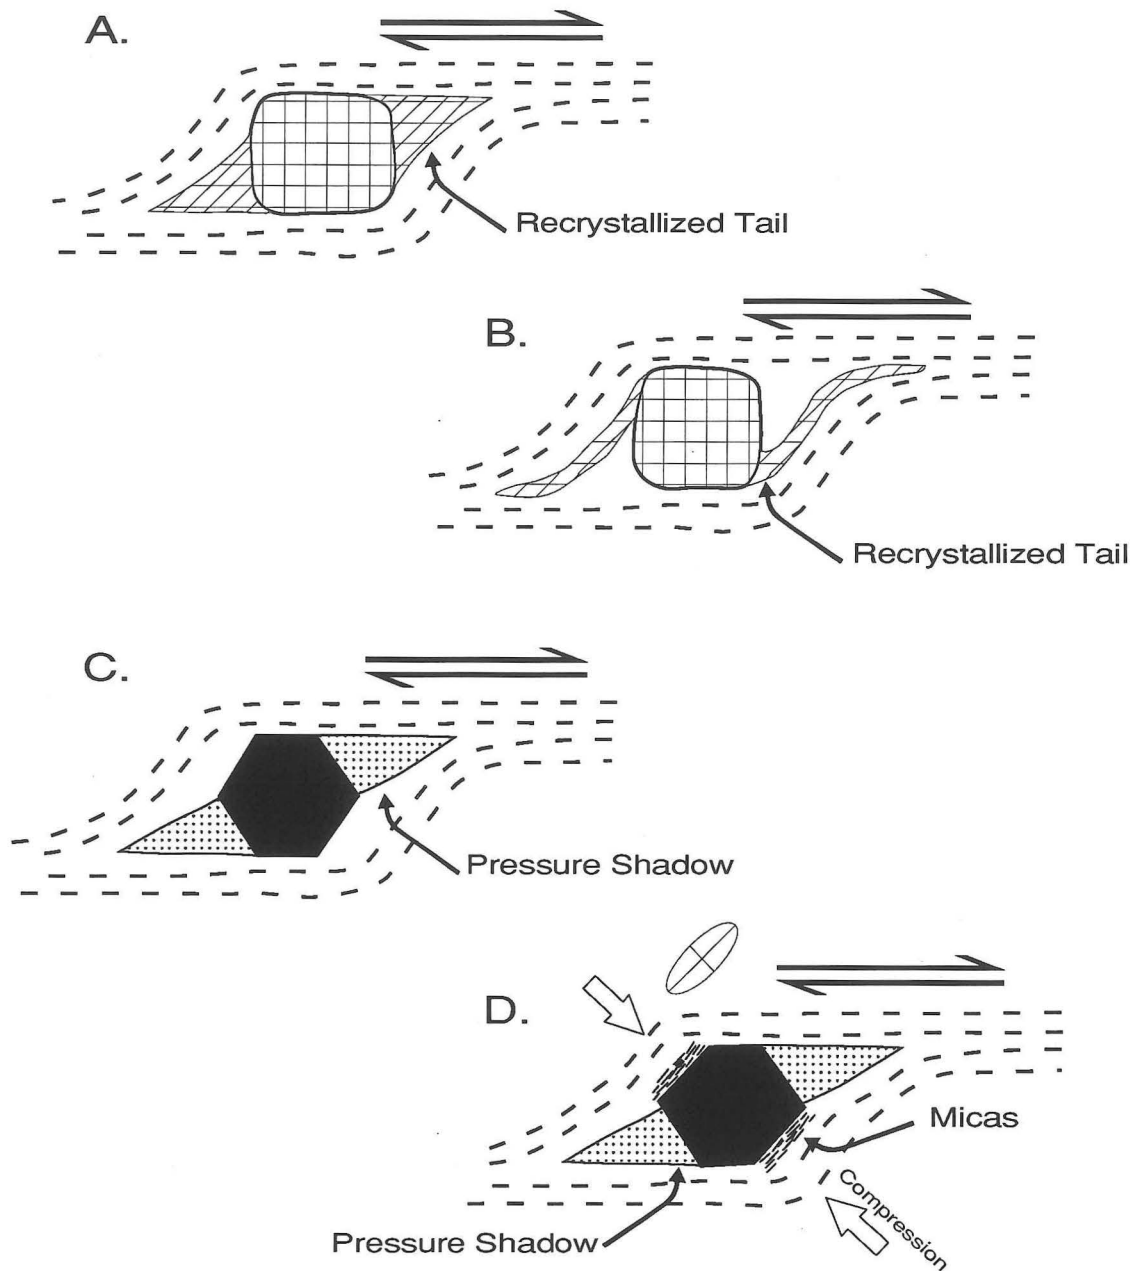 A.
Recrystallized Tail
B.
Recrystallized Tail
C.
Pressure Shadow
D.
Micas
Compression
Pressure Shadow